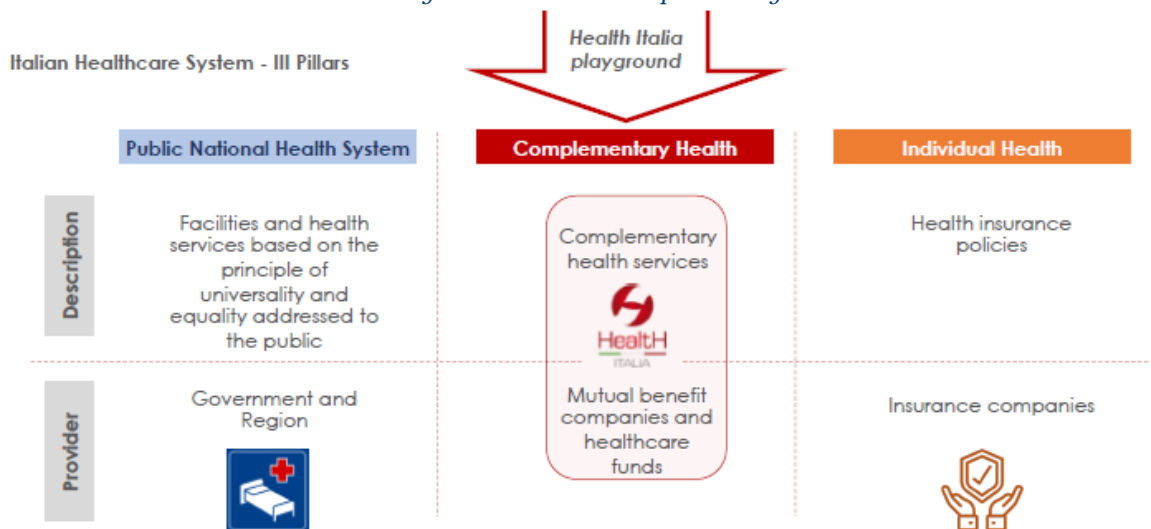 Health Italia
playground
Italian Healthcare System - III Pillars
Public National Health System
Complementary Health
Individual Health
Description
Facilities and health
services based on the
principle of
universality and
equality addressed to
the public
Complementary
health services
HealtH
ITALIA
Health insurance
policies
Provider
Government and
Region
Mutual benefit
companies and
healthcare
funds
Insurance companies